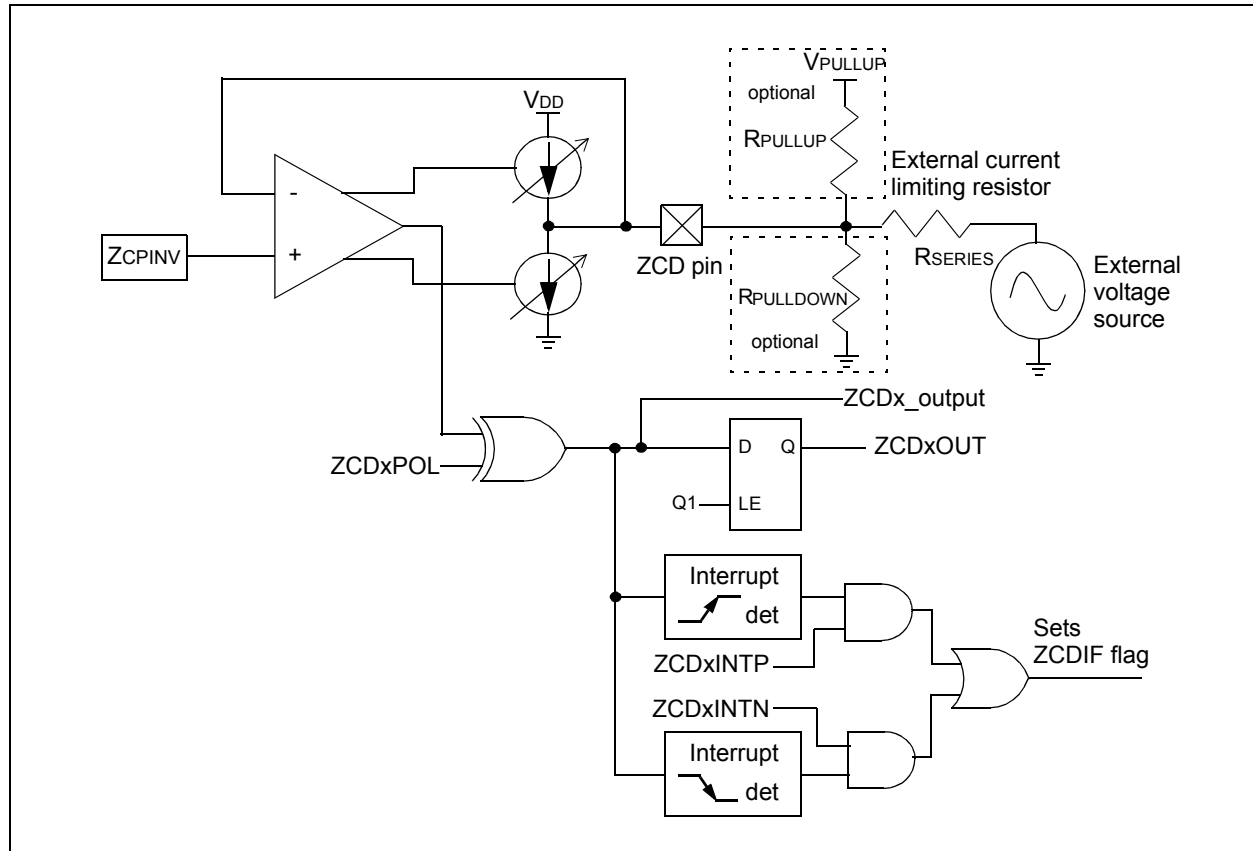 VPULLUP
optional
VDD
RPULLUP
External current
limiting resistor
-
ZCPINV
+
ZCD pin
RSERIES
RPULLDOWN
optional
External
voltage
source
ZCDx_output
D Q
ZCDxOUT
ZCDxPOL
Q1
LE
Interrupt
det
ZCDxINTP
Sets
ZCDIF flag
ZCDxINTN
Interrupt
det